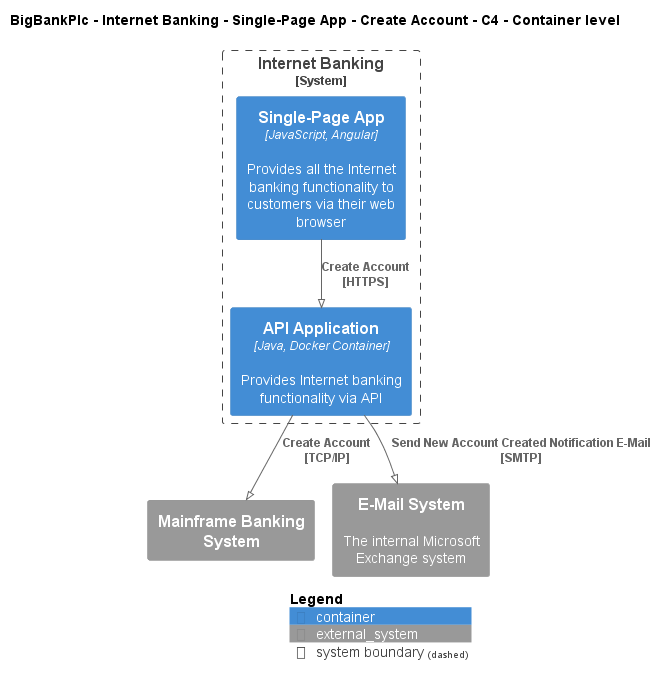 BigBankPlc - Internet Banking - Single-Page App - Create Account - C4 - Container level
Internet Banking
[System]
Single-Page App
[JavaScript, Angular]
Provides all the Internet
banking functionality to
customers via their web
browser
Create Account
[HTTPS]
API Application
[Java, Docker Container]
Provides Internet banking
functionality via API
Create Account
[TCP/IP]
Send New Account Created Notification E-Mail
[SMTP]
Mainframe Banking
System
E-Mail System
The internal Microsoft
Exchange system
Legend
container
external_system
system boundary (dashed)